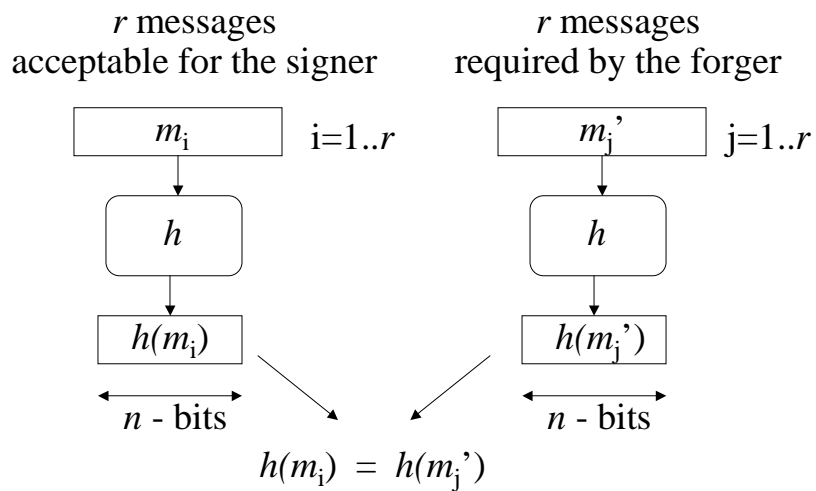 r messages
acceptable for the signer
mi
i=1..r
h
h(mi)
n - bits
r messages
required by the forger
mj’
j=1..r
h
h(mj’)
n - bits
h(mi) = h(mj’)